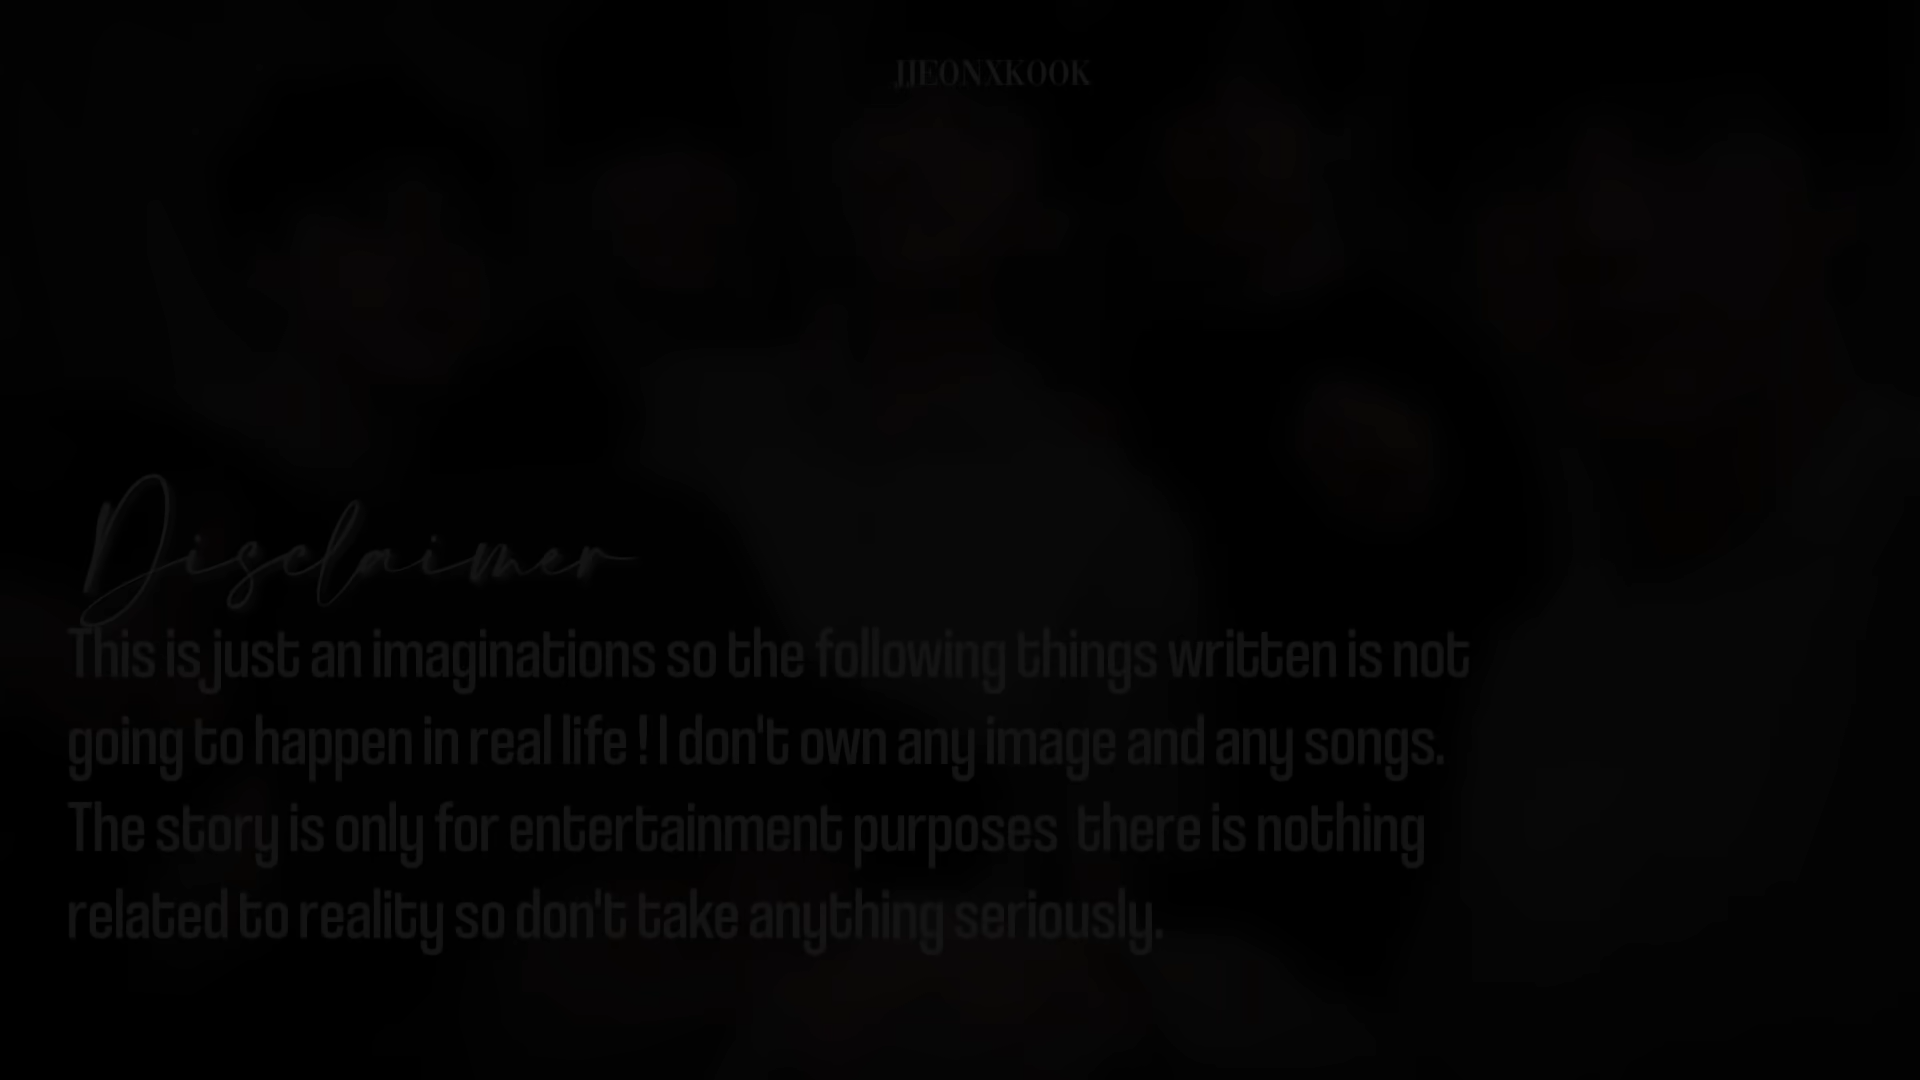 JJEONXKOOK
Disclaimer
This is just an imaginations so the following things written is not
going to happen in real life ! I don't own any image and any songs.
The story is only for entertainment purposes there is nothing
related to reality so don't take anything seriously.